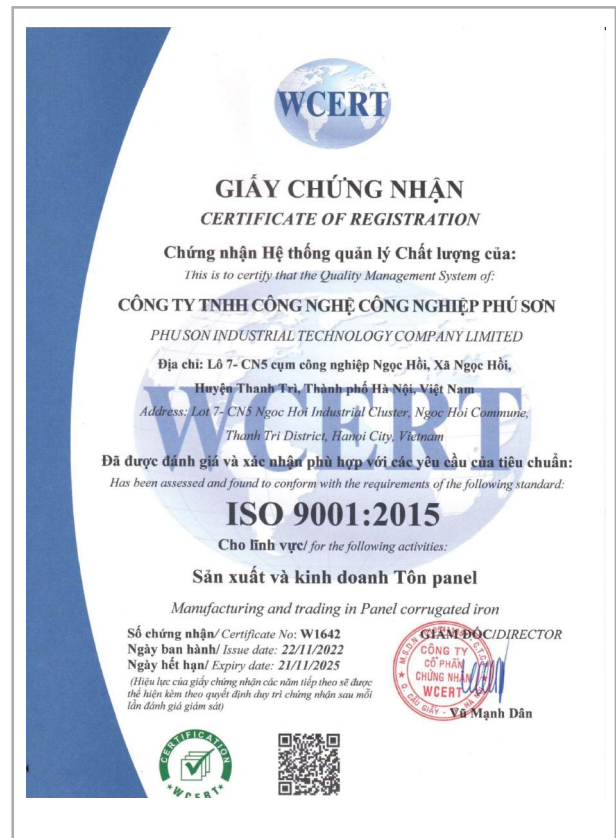 WCERT
GIẤY CHỨNG NHẬN
CERTIFICATE OF REGISTRATION
Chứng nhận Hệ thống quản lý Chất lượng của:
This is to certify that the Quality Management System of:
CÔNG TY TNHH CÔNG NGHỆ CÔNG NGHIỆP PHÚ SƠN
PHU SON INDUSTRIAL TECHNOLOGY COMPANY LIMITED
Địa chỉ: Lô 7- CN5 cụm công nghiệp Ngọc Hồi, Xã Ngọc Hồi,
Huyện Thanh Trì, Thành phố Hà Nội, Việt Nam
Address: Lot 7- CN5 Ngoc Hoi Industrial Cluster, Ngoc Hoi Commune,
Thanh Tri District, Hanoi City, Vietnam
WCERT
Đã được đánh giá và xác nhận phù hợp với các yêu cầu của tiêu chuẩn:
Has been assessed and found to conform with the requirements of the following standard:
ISO 9001:2015
Cho lĩnh vực/ for the following activities:
Sản xuất và kinh doanh Tôn panel
Manufacturing and trading in Panel corrugated iron
Số chứng nhận/ Certificate No: W1642
Ngày ban hành/ Issue date: 22/11/2022
Ngày hết hạn/ Expiry date: 21/11/2025
(Hiệu lực của giấy chứng nhận các năm tiếp theo sẽ được
thể hiện kèm theo quyết định duy trì chứng nhận sau mỗi
lần đánh giá giám sát)
GIÁM ĐỐC/DIRECTOR
CÔNG TY
CỔ PHẦN
CHỨNG NHẬN
WCERT
Q. CẦU GIẤY
Vũ Mạnh Dân
CERTIFICATION
WCERT